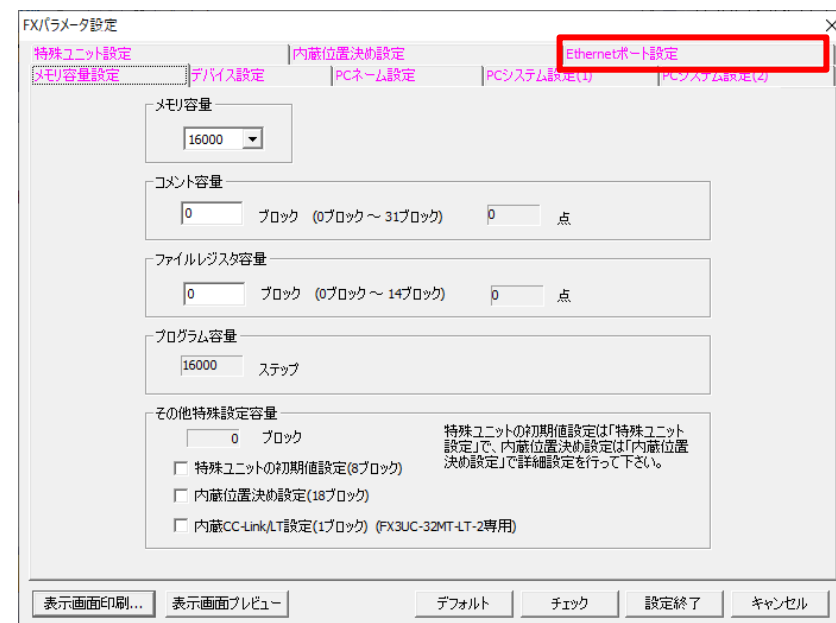 FXパラメータ設定
特殊ユニット設定 内蔵位置決め設定 Ethernetポート設定
メモリ容量設定 デバイス設定 PCネーム設定 PCシステム設定(1) PCシステム設定(2)
メモリ容量
16000
コメント容量
0 ブロック (0ブロック ~ 31ブロック) 0 点
ファイルレジスタ容量
0 ブロック (0ブロック ~ 14ブロック) 0 点
プログラム容量
16000 ステップ
その他特殊設定容量
0 ブロック
特殊ユニットの初期値設定は「特殊ユニット
設定」で、内蔵位置決め設定は「内蔵位置
決め設定」で詳細設定を行って下さい。
特殊ユニットの初期値設定(8ブロック)
内蔵位置決め設定(18ブロック)
内蔵CC-Link/LT設定(1ブロック) (FX3UC-32MT-LT-2専用)
表示画面印刷... 表示画面プレビュー デフォルト チェック 設定終了 キャンセル